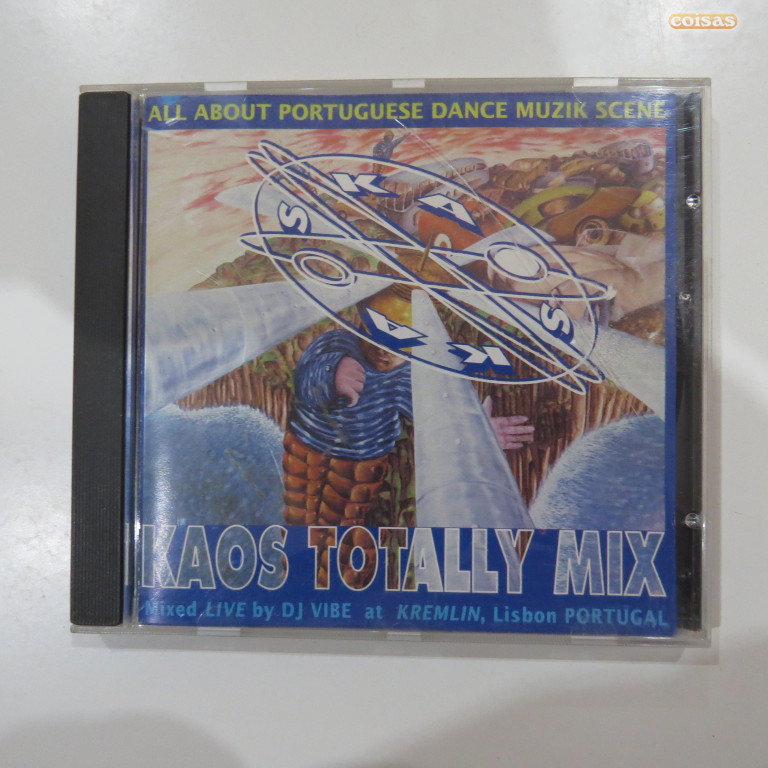 coisas
ALL ABOUT PORTUGUESE DANCE MUZIK SCENE
KAOS
KAOS
KAOS TOTALLY MIX
Mixed LIVE by DJ VIBE at KREMLIN, Lisbon PORTUGAL